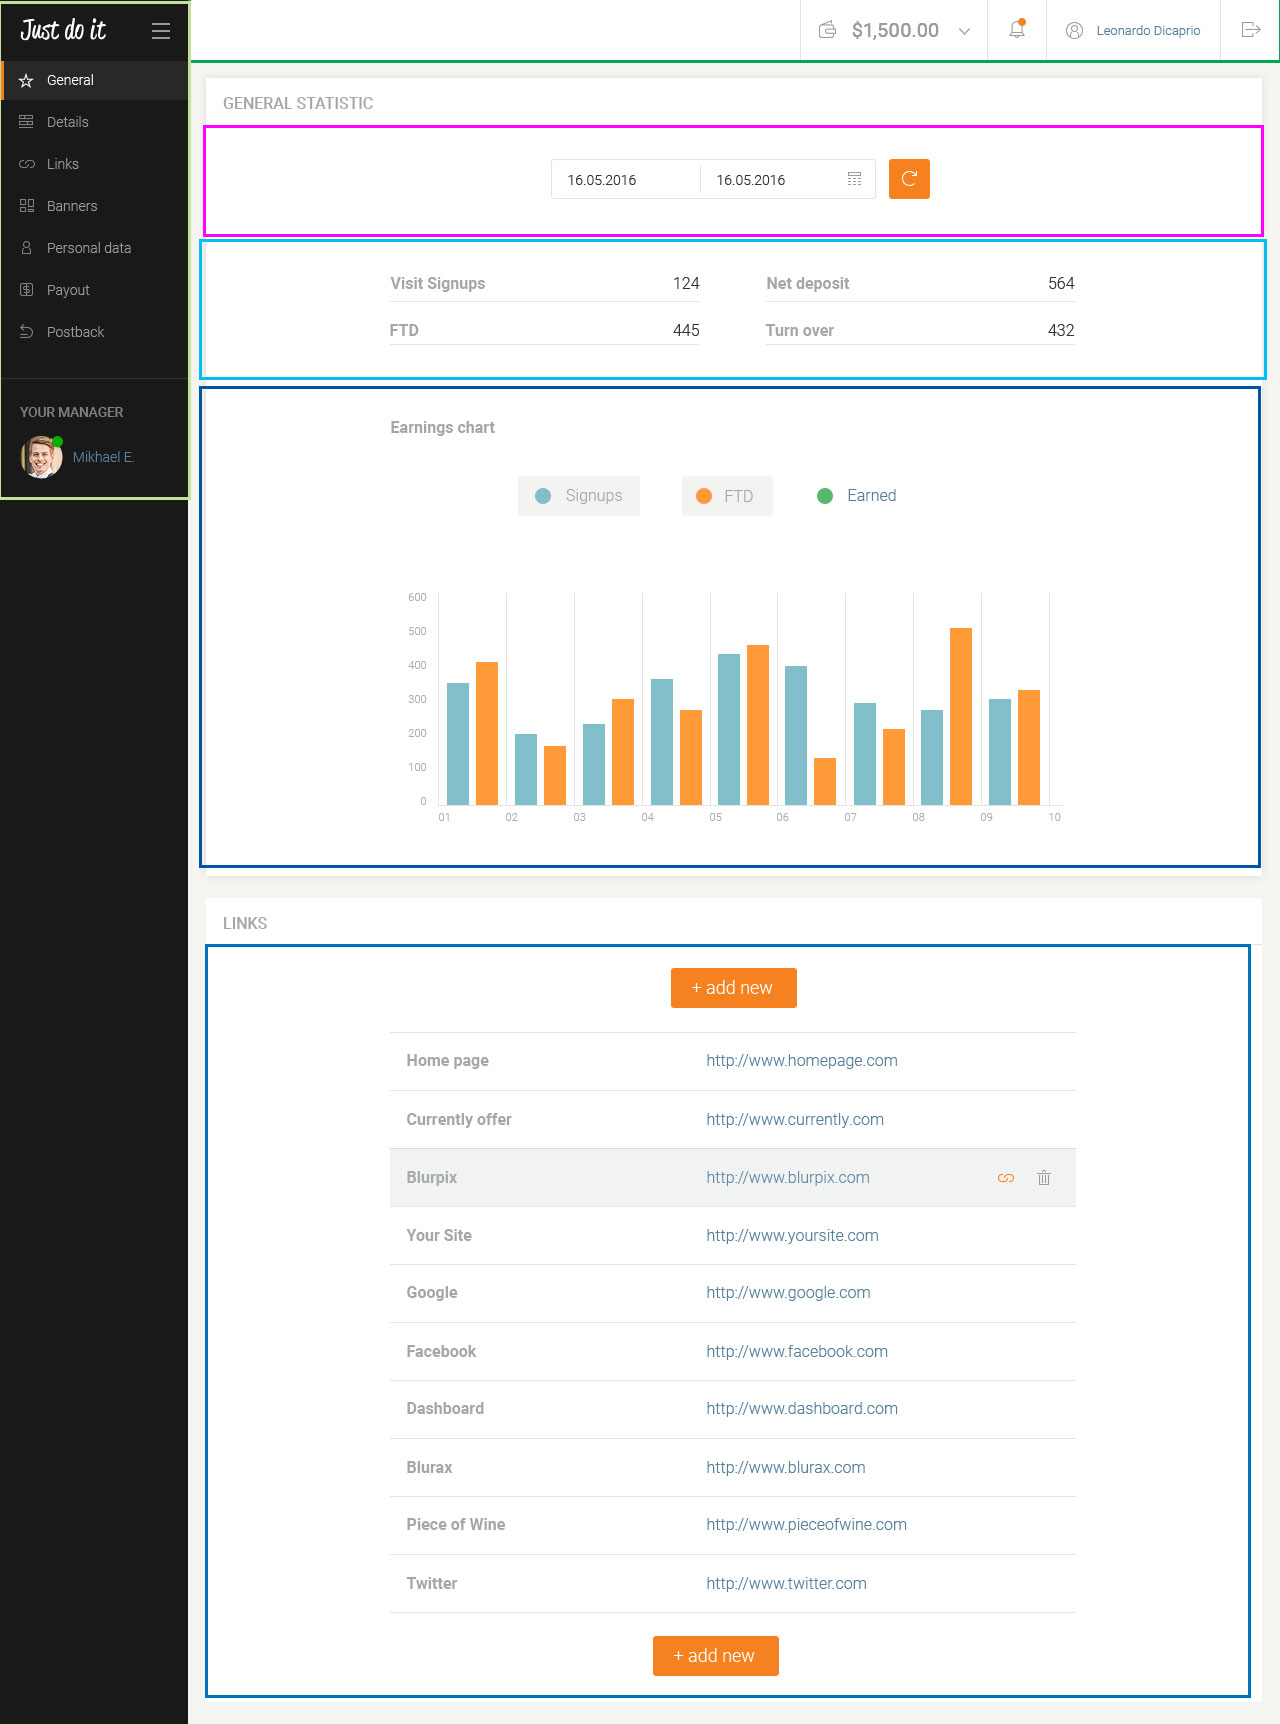 Just do it
$1,500.00
Leonardo Dicaprio
General
Details
Links
Banners
Personal data
Payout
Postback
YOUR MANAGER
Mikhael E.
GENERAL STATISTIC
16.05.2016 16.05.2016
Visit Signups 124 Net deposit 564
FTD 445 Turn over 432
Earnings chart
Signups FTD Earned
600
500
400
300
200
100
0
01 02 03 04 05 06 07 08 09 10
LINKS
+ add new
Home page http://www.homepage.com
Currently offer http://www.currently.com
Blurpix http://www.blurpix.com
Your Site http://www.yoursite.com
Google http://www.google.com
Facebook http://www.facebook.com
Dashboard http://www.dashboard.com
Blurax http://www.blurax.com
Piece of Wine http://www.pieceofwine.com
Twitter http://www.twitter.com
+ add new